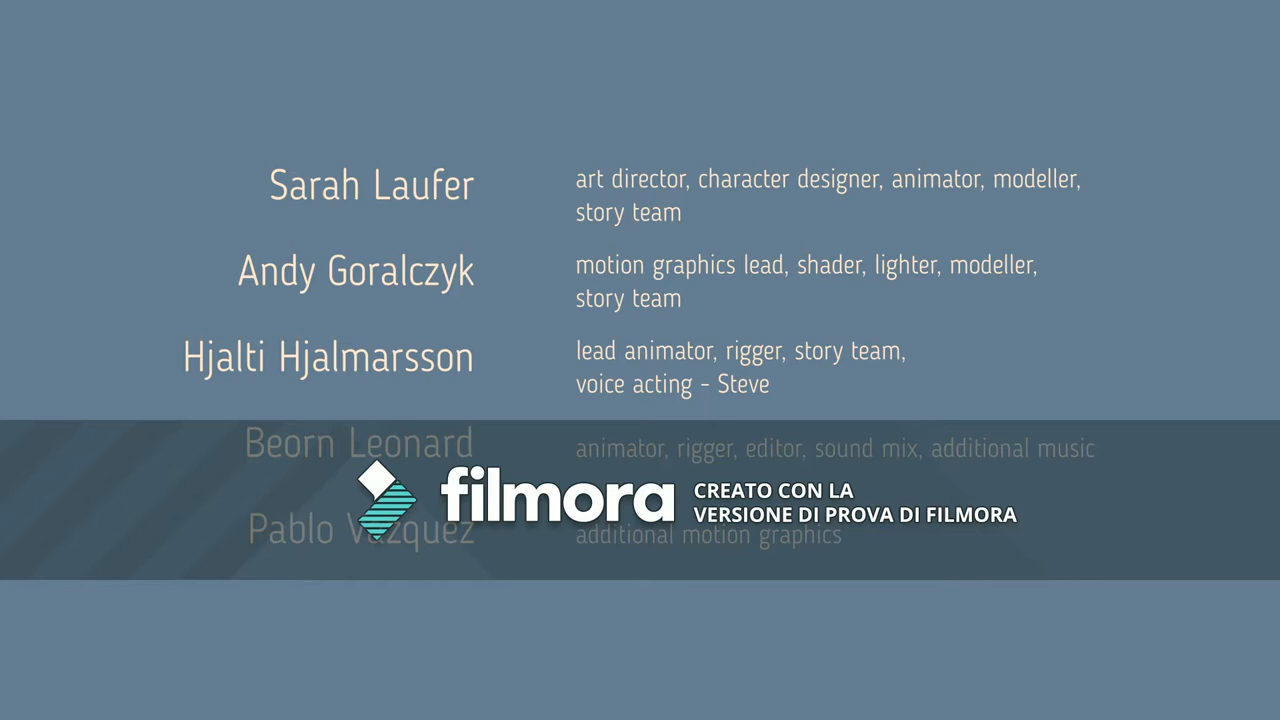 Sarah Laufer
art director, character designer, animator, modeller,
story team
Andy Goralczyk
motion graphics lead, shader, lighter, modeller,
story team
Hjalti Hjalmarsson
lead animator, rigger, story team,
voice acting - Steve
Beorn Leonard
animator, rigger, editor, sound mix, additional music
Pablo Vazquez
additional motion graphics
filmora
CREATO CON LA
VERSIONE DI PROVA DI FILMORA